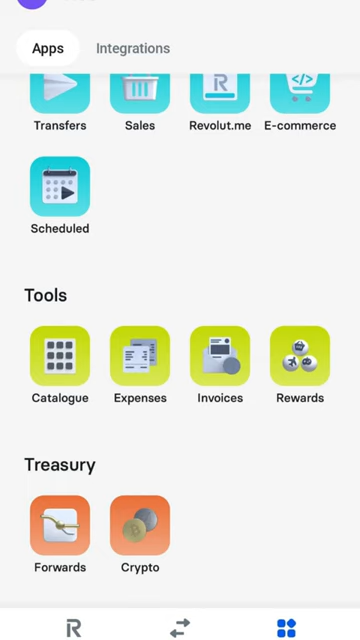 Apps Integrations
Transfers Sales Revolut.me E-commerce
Scheduled
Tools
Catalogue Expenses Invoices Rewards
Treasury
Forwards Crypto